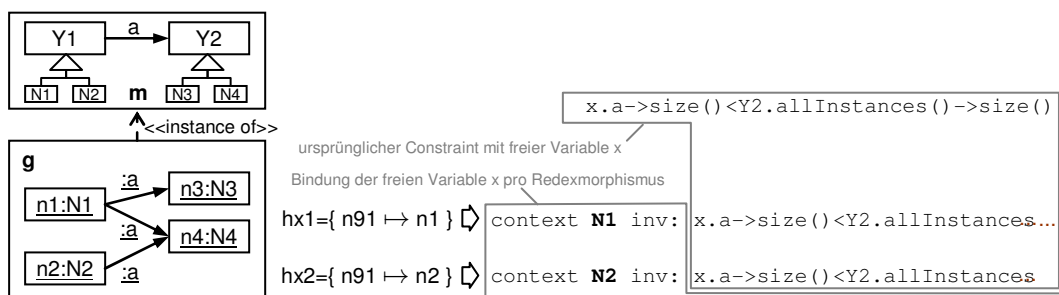 Y1 a Y2
N1 N2 m N3 N4
<<instance of>>
g
:a
n1:N1 n3:N3
:a n4:N4
n2:N2 :a
x.a->size()<Y2.allInstances()->size()
ursprünglicher Constraint mit freier Variable x
Bindung der freien Variable x pro Redexmorphismus
hx1={ n91 ↦ n1 } context N1 inv: x.a->size()<Y2.allInstances......
hx2={ n91 ↦ n2 } context N2 inv: x.a->size()<Y2.allInstances...